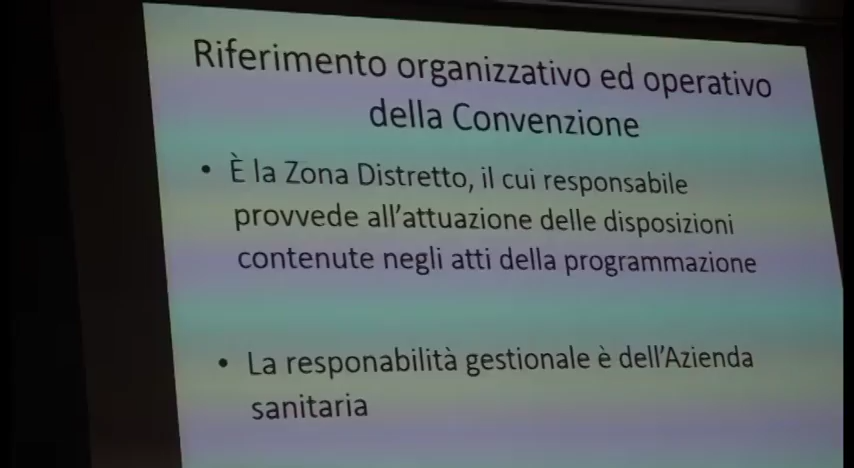 Riferimento organizzativo ed operativo
della Convenzione
• È la Zona Distretto, il cui responsabile
provvede all'attuazione delle disposizioni
contenute negli atti della programmazione
• La responabilità gestionale è dell'Azienda
sanitaria